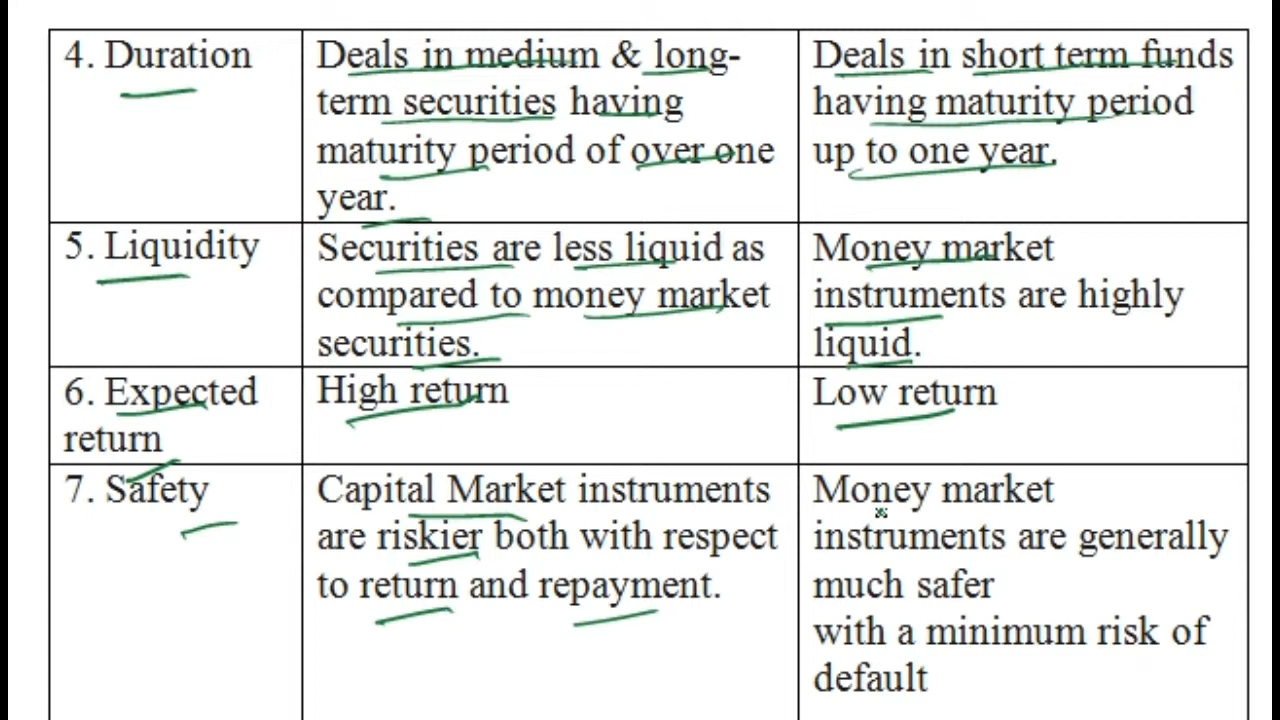 4. Duration
Deals in medium & long-
term securities having
maturity period of over one
year.
Deals in short term funds
having maturity period
up to one year.
5. Liquidity
Securities are less liquid as
compared to money market
securities.
Money market
instruments are highly
liquid.
6. Expected
return
High return
Low return
7. Safety
Capital Market instruments
are riskier both with respect
to return and repayment.
Money market
instruments are generally
much safer
with a minimum risk of
default